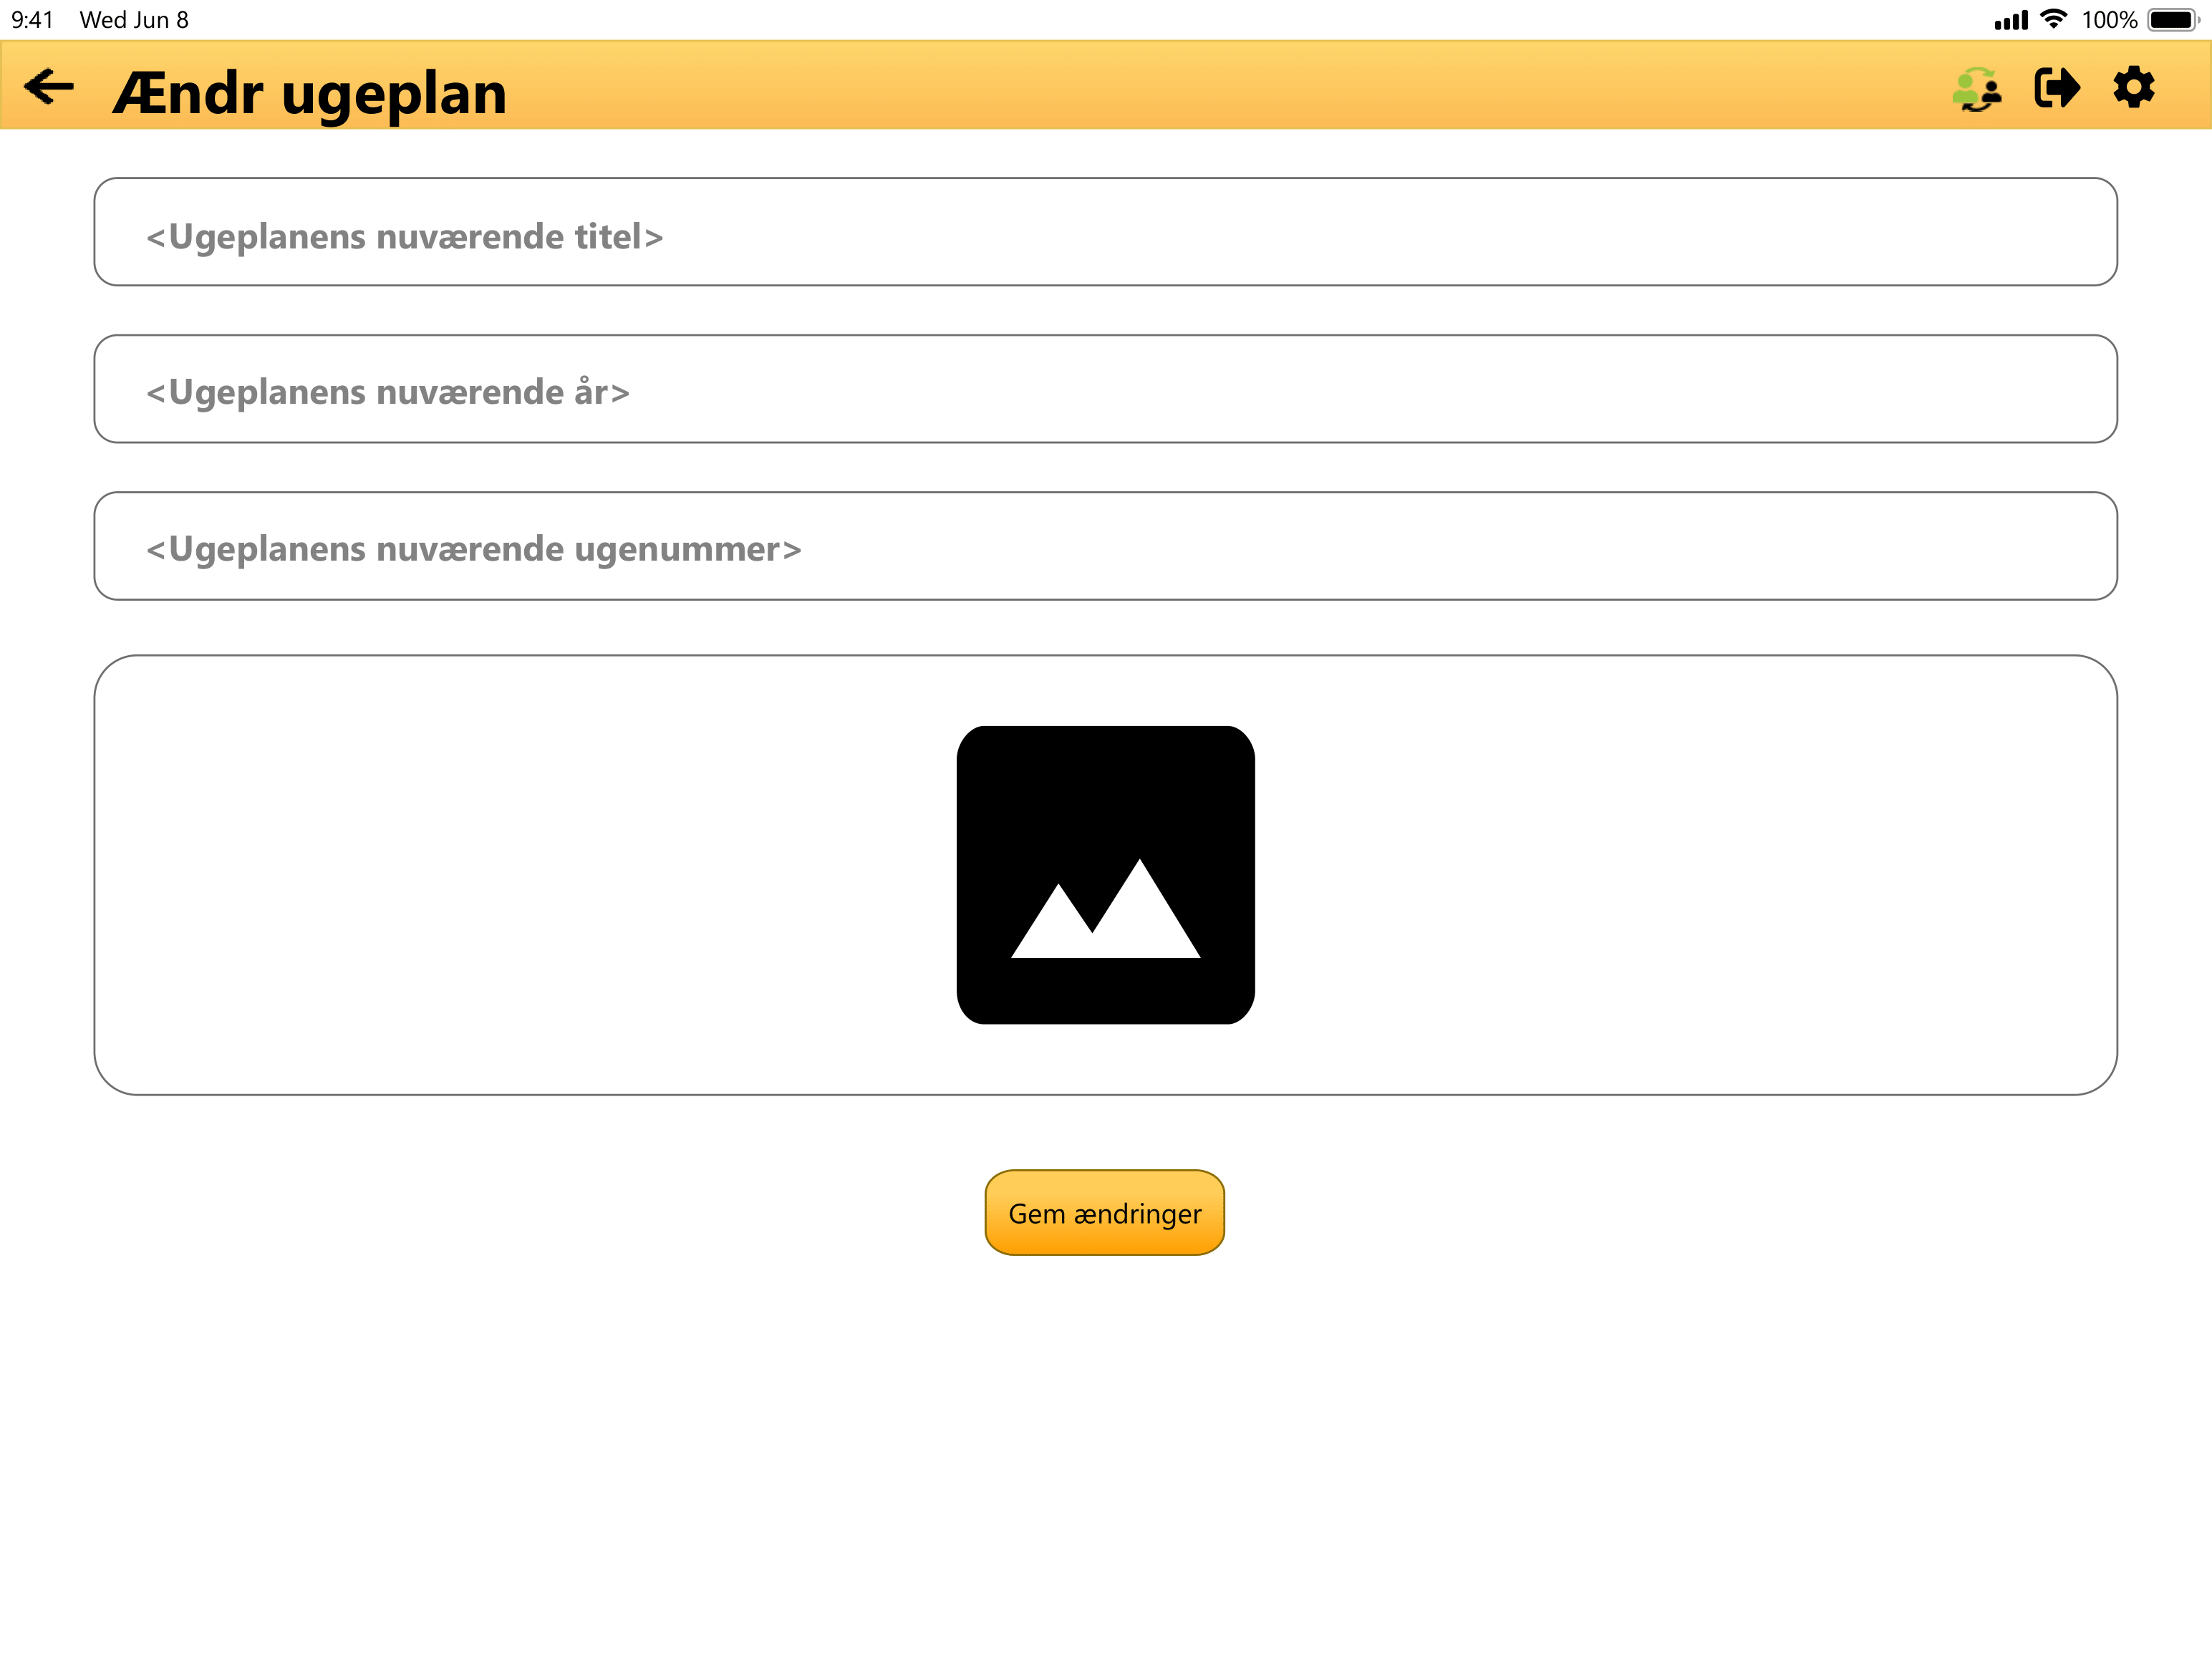 9:41 Wed Jun 8 100%
Ændr ugeplan
<Ugeplanens nuværende titel>
<Ugeplanens nuværende år>
<Ugeplanens nuværende ugenummer>
Gem ændringer